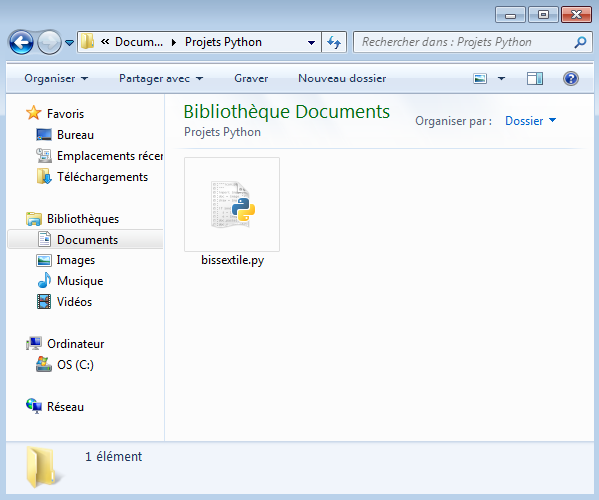 « Docum... Projets Python
Rechercher dans : Projets Python
Organiser Partager avec Graver Nouveau dossier
Favoris
Bureau
Emplacements récer
Téléchargements
Bibliothèques
Documents
Images
Musique
Vidéos
Ordinateur
OS (C:)
Réseau
Bibliothèque Documents
Projets Python
Organiser par : Dossier
bissextile.py
1 élément